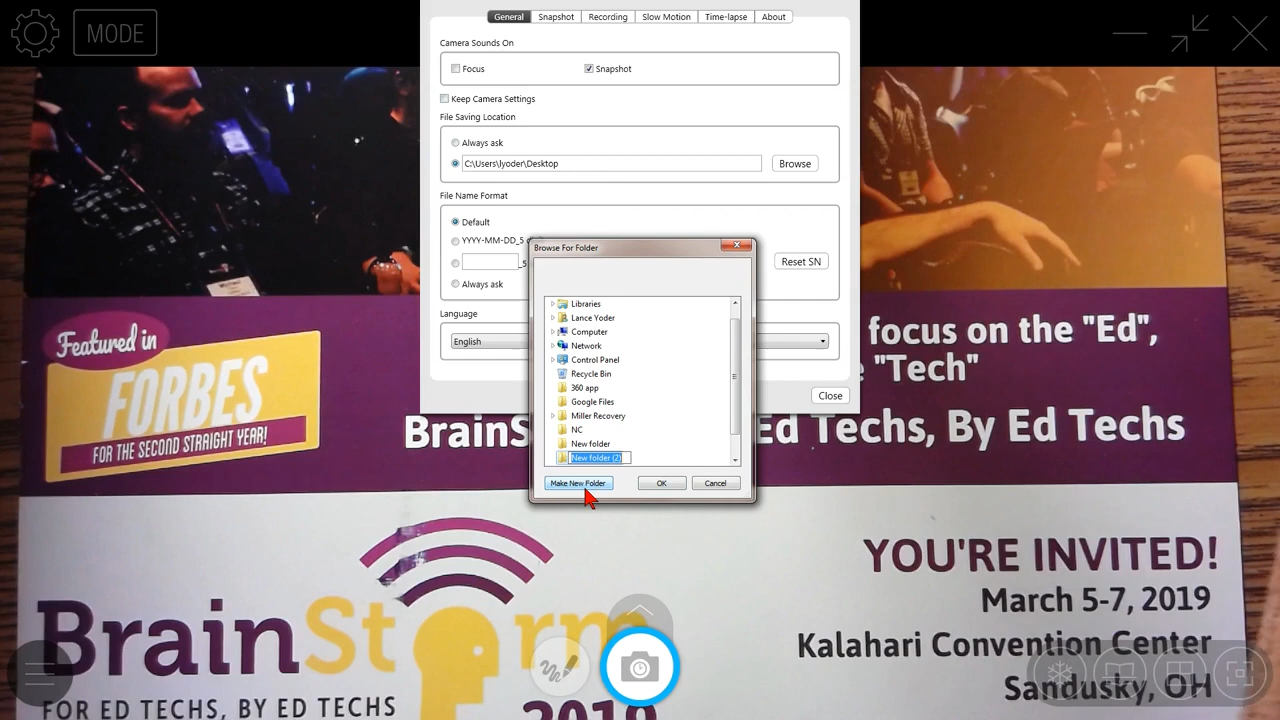 MODE
General Snapshot Recording Slow Motion Time-lapse About
Camera Sounds On
Focus Snapshot
Keep Camera Settings
File Saving Location
Always ask
C:\Users\lyoder\Desktop Browse
File Name Format
Default
YYYY-MM-DD_5
_5 Reset SN
Always ask
Language
English
Close
Browse For Folder
Libraries
Lance Yoder
Computer
Network
Control Panel
Recycle Bin
360 app
Google Files
Miller Recovery
NC
New folder
New folder (2)
Make New Folder OK Cancel
Featured in
FORBES
FOR THE SECOND STRAIGHT YEAR!
focus on the "Ed",
"Tech"
BrainS Ed Techs, By Ed Techs
YOU'RE INVITED!
March 5-7, 2019
Kalahari Convention Center
Sandusky, OH
BrainStorm
FOR ED TECHS, BY ED TECHS
2019